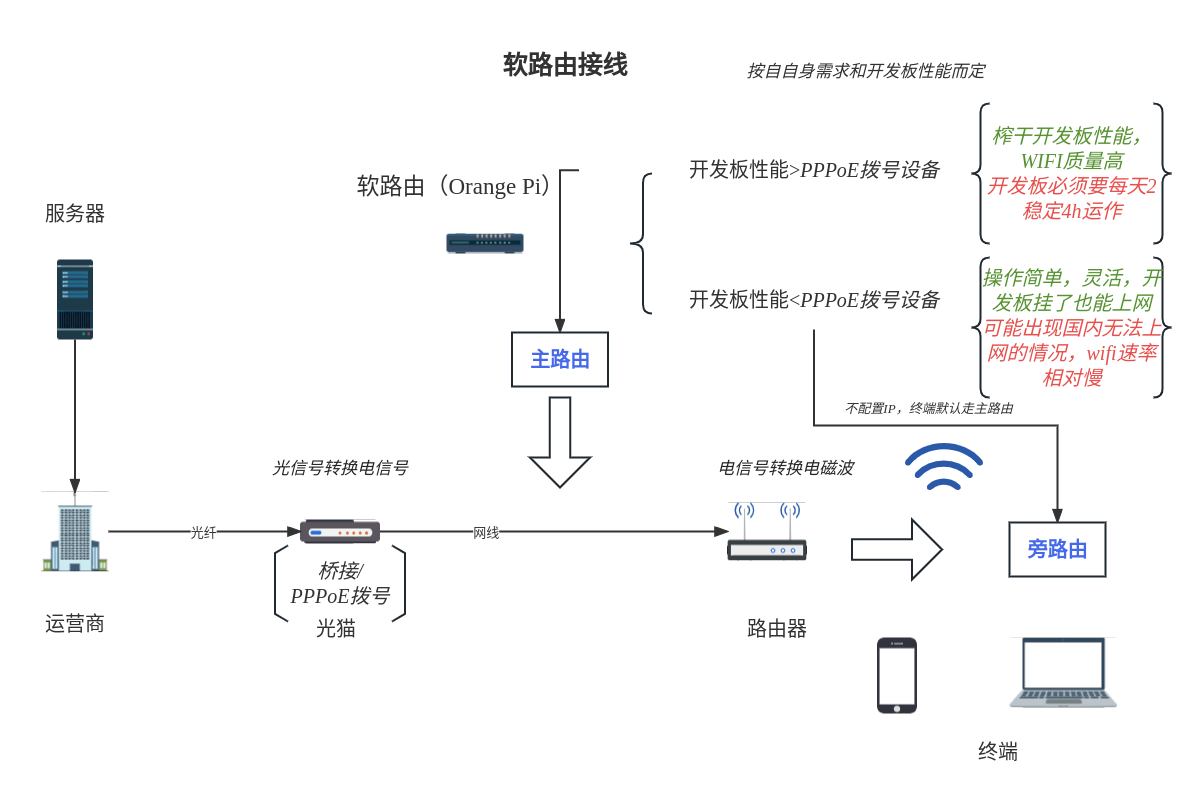 软路由接线
按自自身需求和开发板性能而定
榨干开发板性能，
WIFI质量高
开发板必须要每天2
稳定4h运作
开发板性能>PPPoE拨号设备
软路由（Orange Pi）
服务器
操作简单，灵活，开
发板挂了也能上网
可能出现国内无法上
网的情况，wifi速率
相对慢
开发板性能<PPPoE拨号设备
主路由
不配置IP，终端默认走主路由
光信号转换电信号
电信号转换电磁波
光纤
网线
旁路由
桥接/
PPPoE拨号
光猫
运营商
路由器
终端